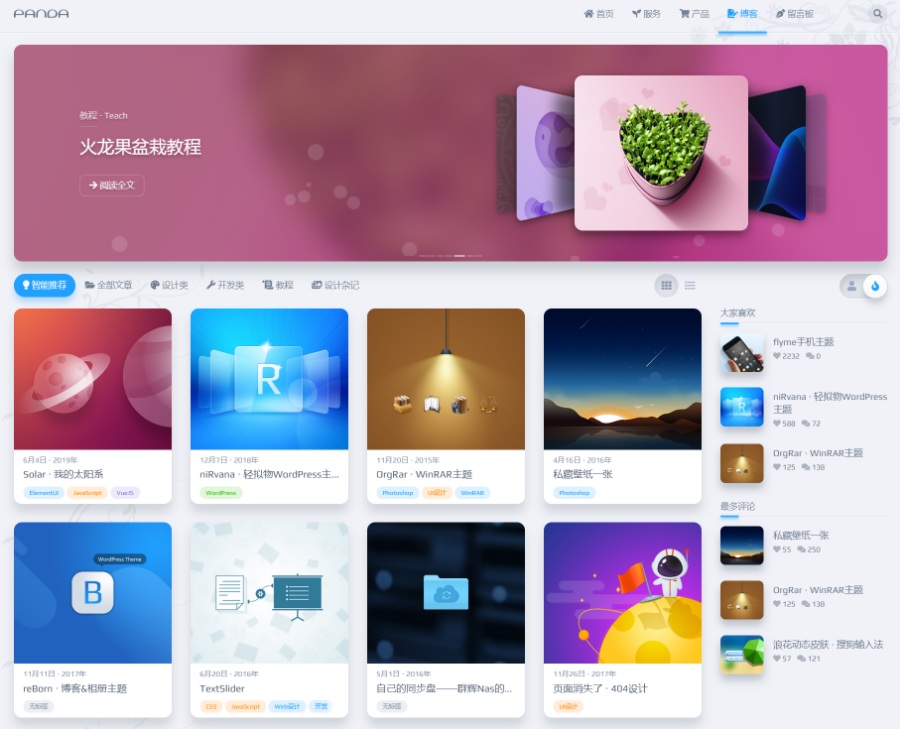 PANDA
首页 服务 产品 博客 留言板
教程 - Teach
火龙果盆栽教程
阅读全文
智能推荐 全部文章 设计类 开发类 教程 设计杂记
大家喜欢
flyme手机主题
2232 0
niRvana · 轻拟物WordPress主题
588 72
OrgRar · WinRAR主题
125 138
最多评论
私藏壁纸一张
55 250
OrgRar · WinRAR主题
125 138
浪花动态皮肤 · 搜狗输入法
57 121
R
6月4日 · 2019年
Solar · 我的太阳系
ElementUI JavaScript VueJS
12月7日 · 2018年
niRvana · 轻拟物WordPress主...
WordPress
11月20日 · 2015年
OrgRar · WinRAR主题
Photoshop UI设计 WinRAR
4月16日 · 2016年
私藏壁纸一张
Photoshop
WordPress Theme
B
11月11日 · 2017年
reBorn · 博客&相册主题
无标签
6月20日 · 2016年
TextSlider
CSS JavaScript Web设计 开发
5月1日 · 2016年
自己的同步盘——群辉Nas的...
无标签
11月26日 · 2017年
页面消失了 · 404设计
UI设计